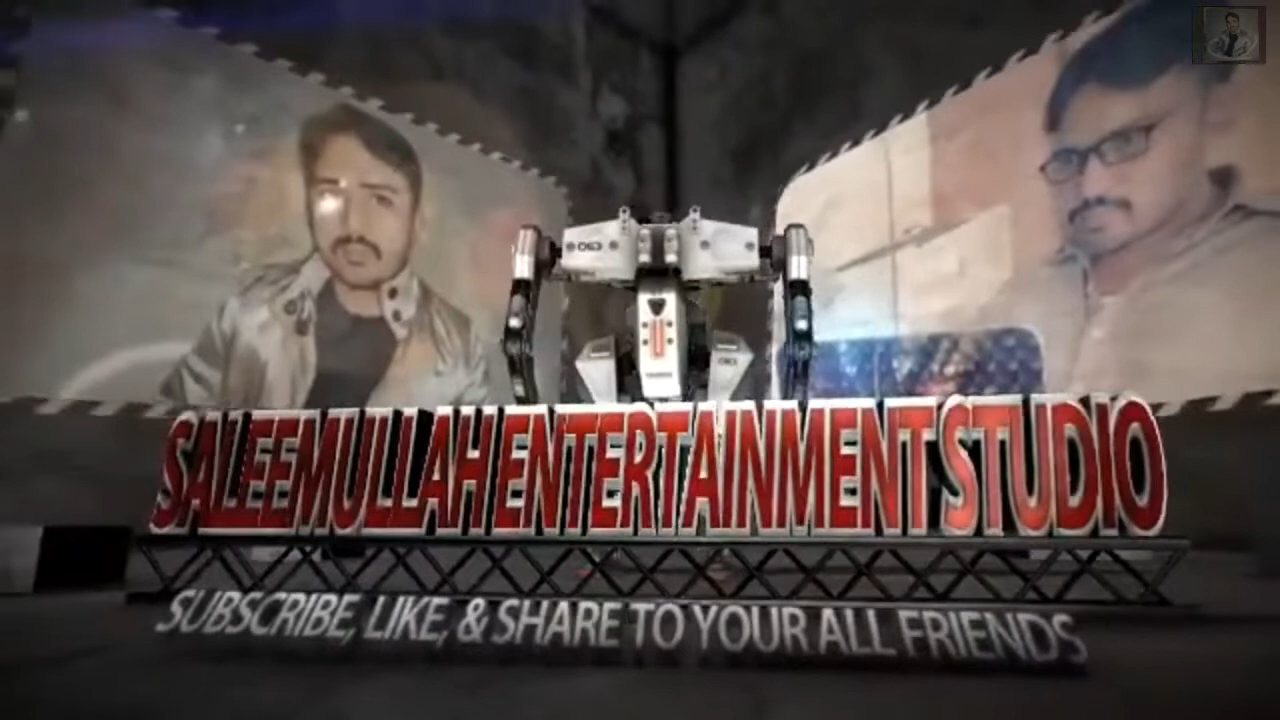 SALEEMULLAH ENTERTAINMENT STUDIO
SUBSCRIBE, LIKE, & SHARE TO YOUR ALL FRIENDS